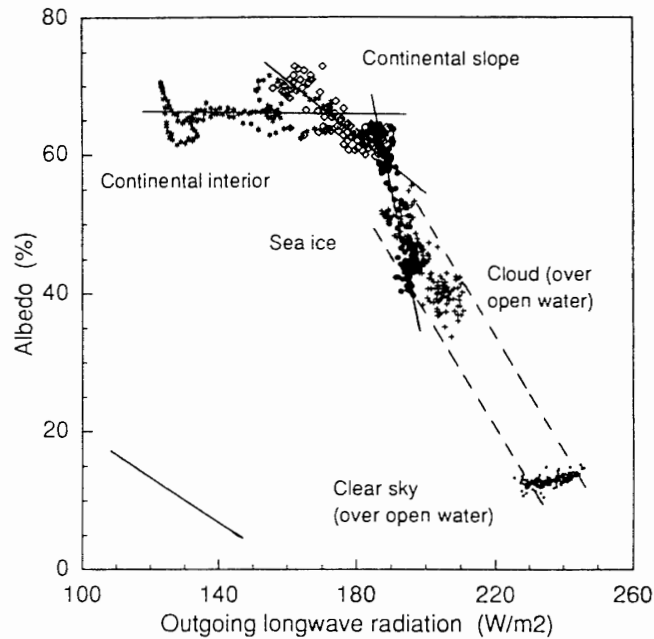 80
Continental slope
60
Continental interior
Sea ice
Albedo (%)
40
Cloud (over
open water)
20
Clear sky
(over open water)
0
100
140
180
220
260
Outgoing longwave radiation (W/m2)